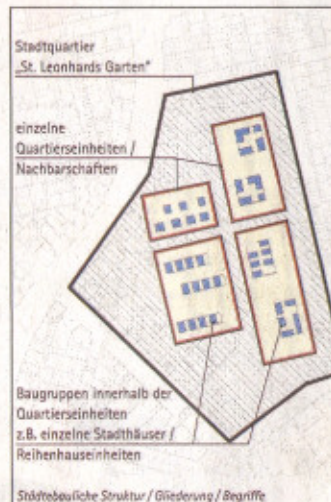 Stadtquartier
„St. Leonhards Garten"
einzelne
Quartierseinheiten /
Nachbarschaften
Baugruppen innerhalb der
Quartierseinheiten
z.B. einzelne Stadthäuser /
Reihenhauseinheiten
Städtebauliche Struktur / Gliederung / Begriffe